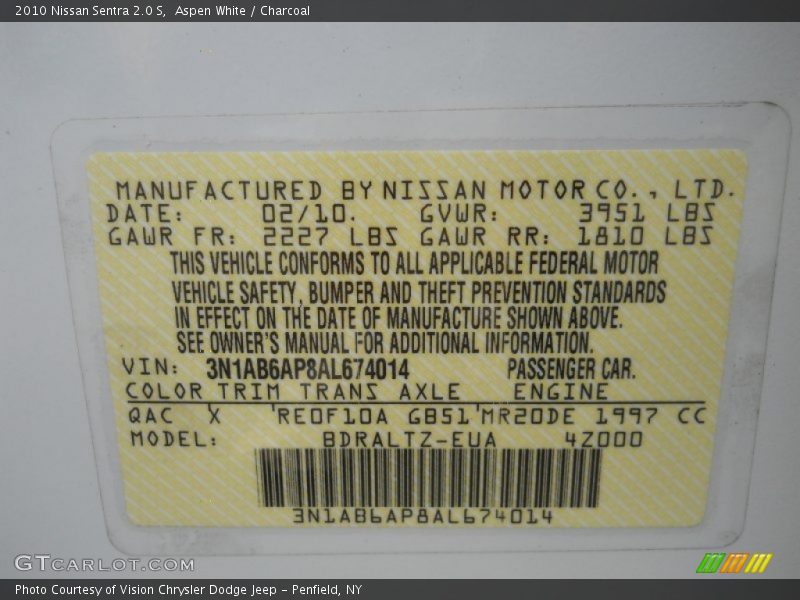 2010 Nissan Sentra 2.0 S,  Aspen White / Charcoal
MANUFACTURED BY NISSAN MOTOR CO., LTD.
DATE: 02/10. GVWR: 3951 LBS
GAWR FR: 2227 LBS GAWR RR: 1810 LBS
THIS VEHICLE CONFORMS TO ALL APPLICABLE FEDERAL MOTOR
VEHICLE SAFETY, BUMPER AND THEFT PREVENTION STANDARDS
IN EFFECT ON THE DATE OF MANUFACTURE SHOWN ABOVE.
SEE OWNER'S MANUAL FOR ADDITIONAL INFORMATION.
VIN: 3N1AB6AP8AL674014 PASSENGER CAR.
COLOR TRIM TRANS AXLE ENGINE
QAC X 'RE0F10A GB51'MR20DE 1997 CC
MODEL: BDRALTZ-EUA 4Z000
3N1AB6AP8AL674014
GTCARLOT.COM
Photo Courtesy of Vision Chrysler Dodge Jeep – Penfield, NY